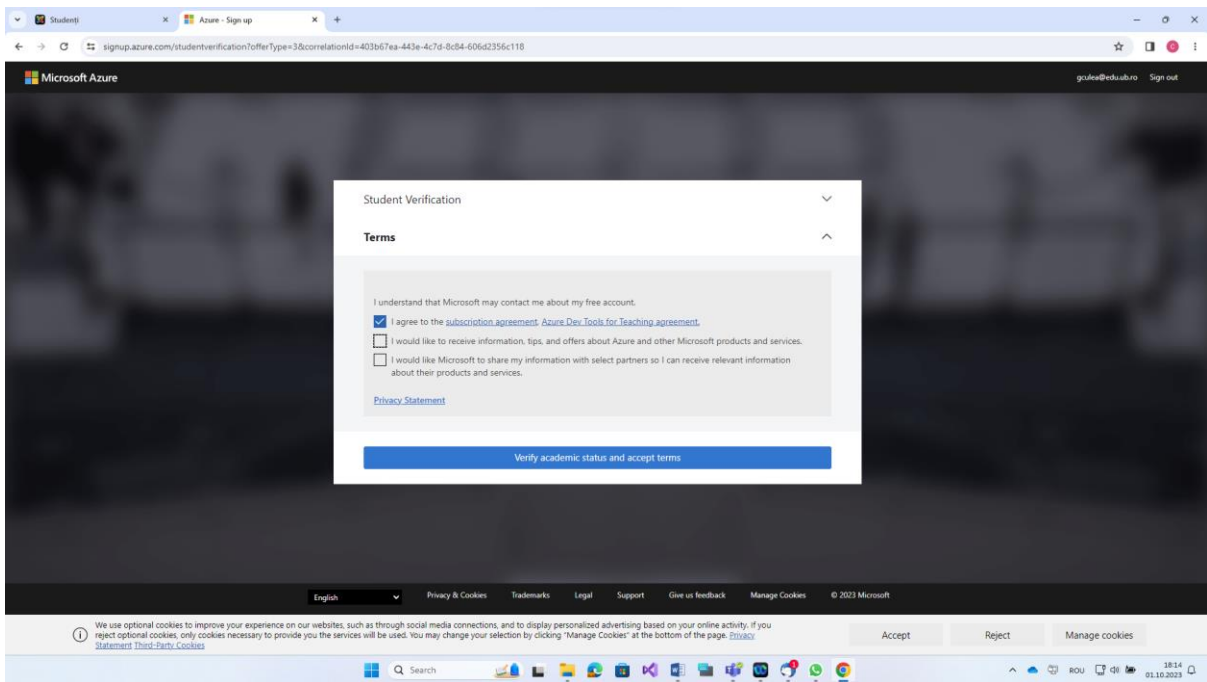 Studenți
Azure - Sign up
signup.azure.com/studentverification?offerType=3&correlationId=403b67ea-443e-4c7d-8c84-606d2356c118
Microsoft Azure
gculea@edu.ub.ro Sign out
Student Verification
Terms
I understand that Microsoft may contact me about my free account.
I agree to the subscription agreement, Azure Dev Tools for Teaching agreement.
I would like to receive information, tips, and offers about Azure and other Microsoft products and services.
I would like Microsoft to share my information with select partners so I can receive relevant information
about their products and services.
Privacy Statement
Verify academic status and accept terms
English Privacy & Cookies Trademarks Legal Support Give us feedback Manage Cookies © 2023 Microsoft
We use optional cookies to improve your experience on our websites, such as through social media connections, and to display personalized advertising based on your online activity. If you
reject optional cookies, only cookies necessary to provide you the services will be used. You may change your selection by clicking "Manage Cookies" at the bottom of the page. Privacy
Statement Third-Party Cookies
Accept Reject Manage cookies
Search
ROU
18:14
01.10.2023